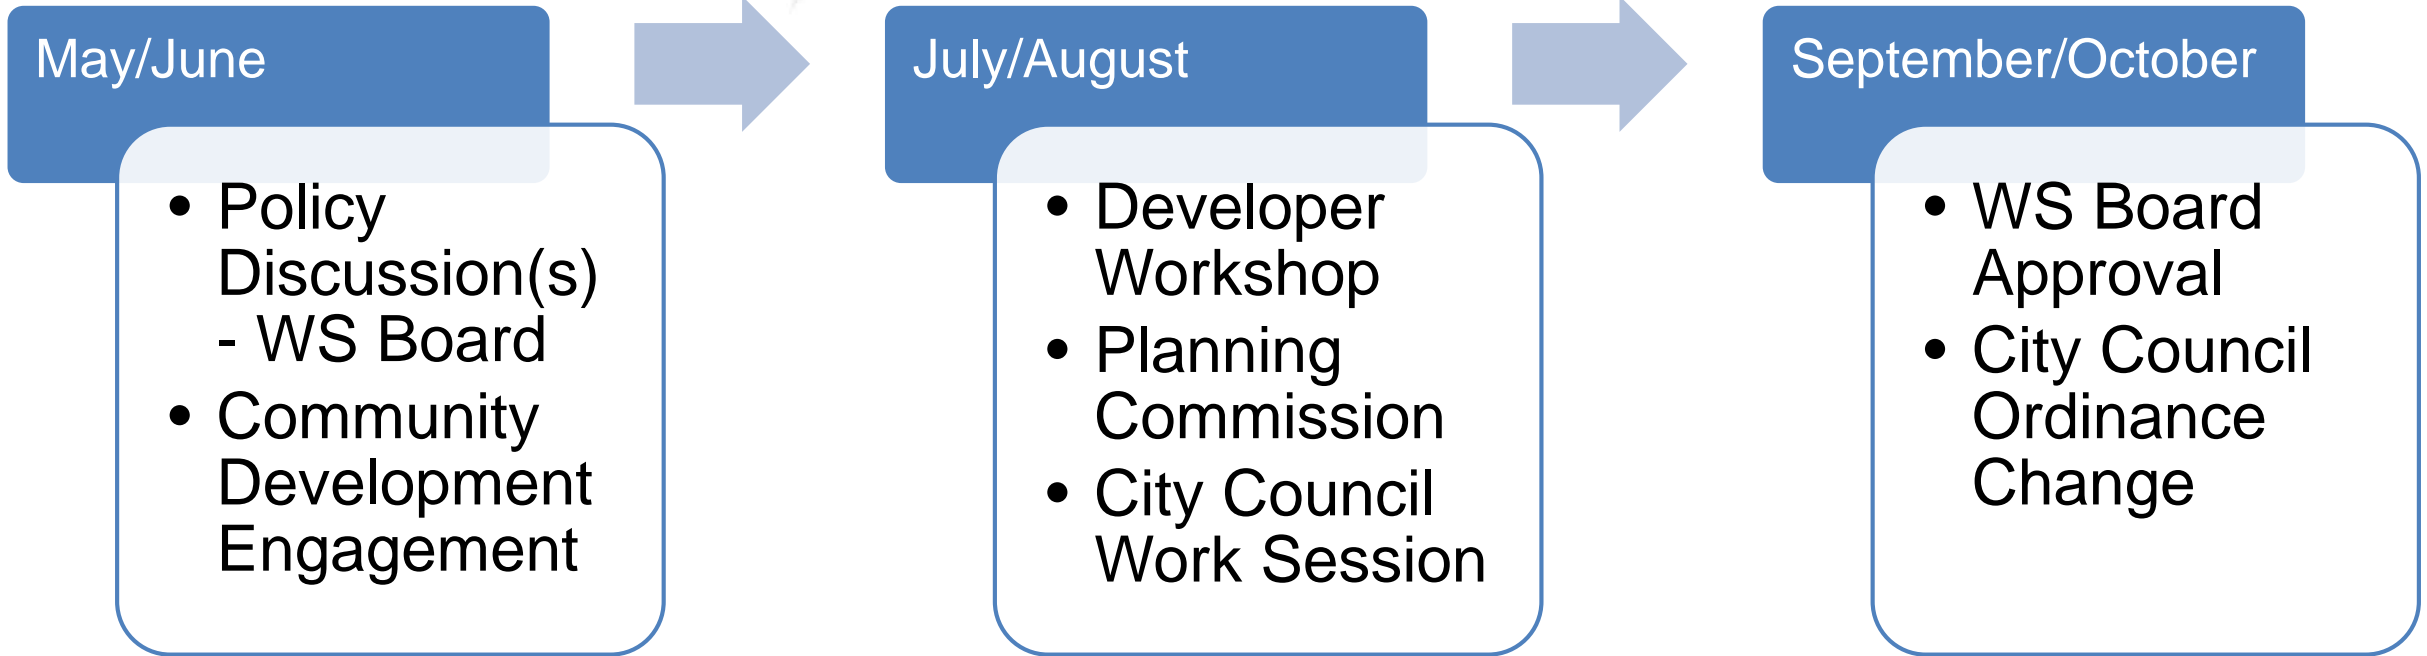 May/June
• Policy
Discussion(s)
- WS Board
• Community
Development
Engagement
July/August
• Developer
Workshop
• Planning
Commission
• City Council
Work Session
September/October
• WS Board
Approval
• City Council
Ordinance
Change